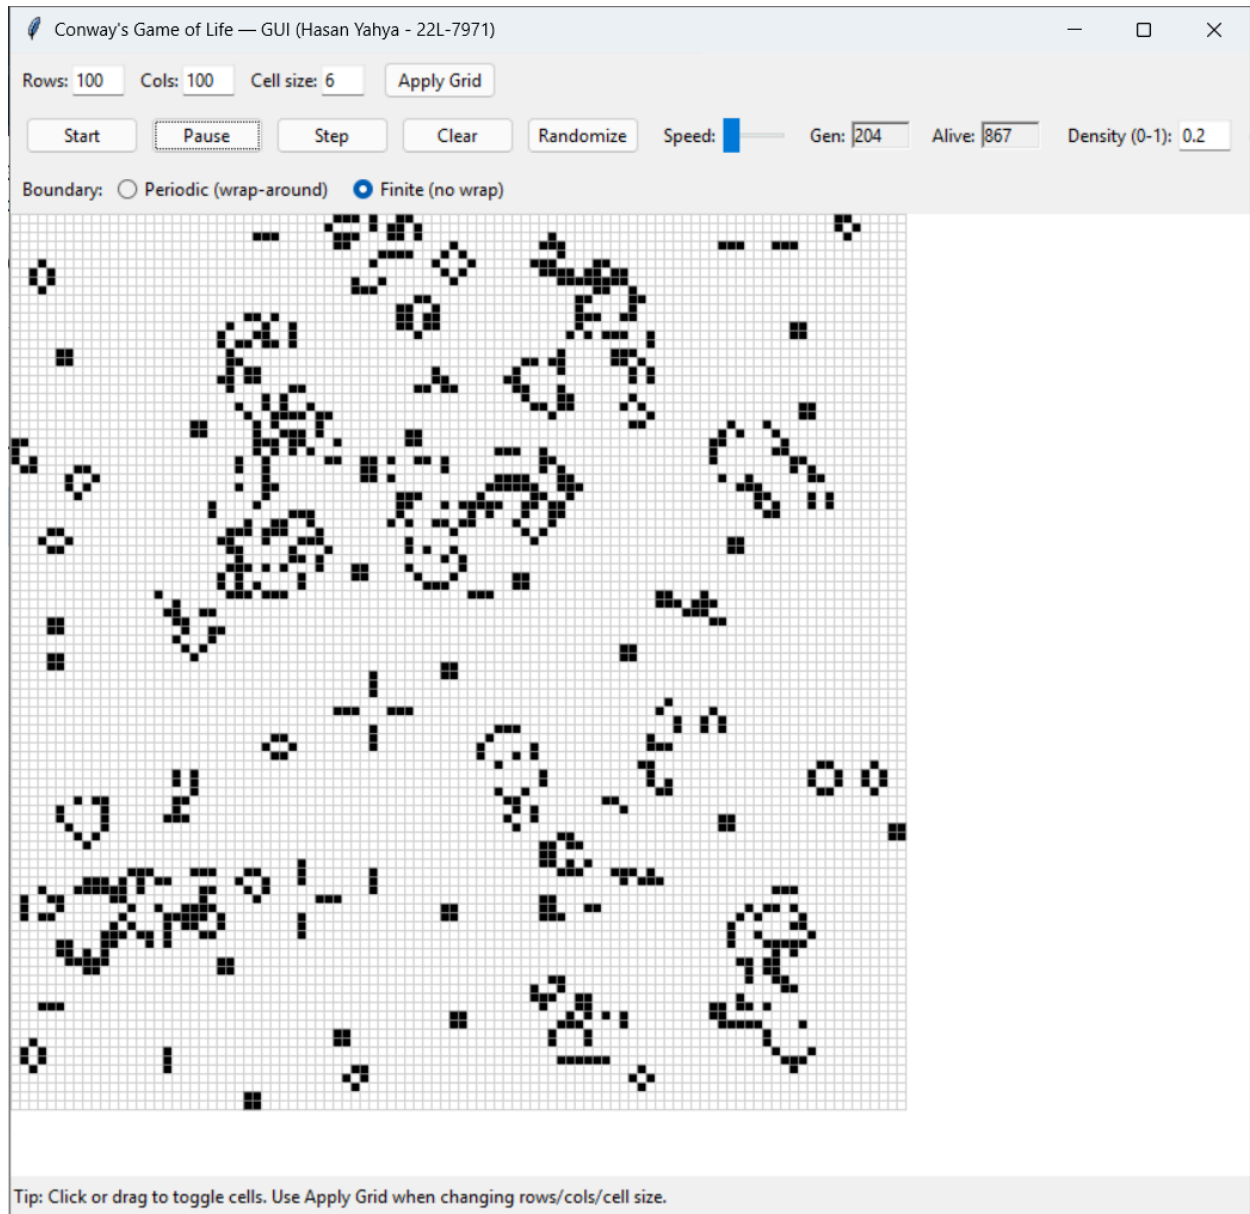 Conway's Game of Life — GUI (Hasan Yahya - 22L-7971)
Rows: 100 Cols: 100 Cell size: 6 Apply Grid
Start Pause Step Clear Randomize Speed: Gen: 204 Alive: 867 Density (0-1): 0.2
Boundary: Periodic (wrap-around) Finite (no wrap)
Tip: Click or drag to toggle cells. Use Apply Grid when changing rows/cols/cell size.